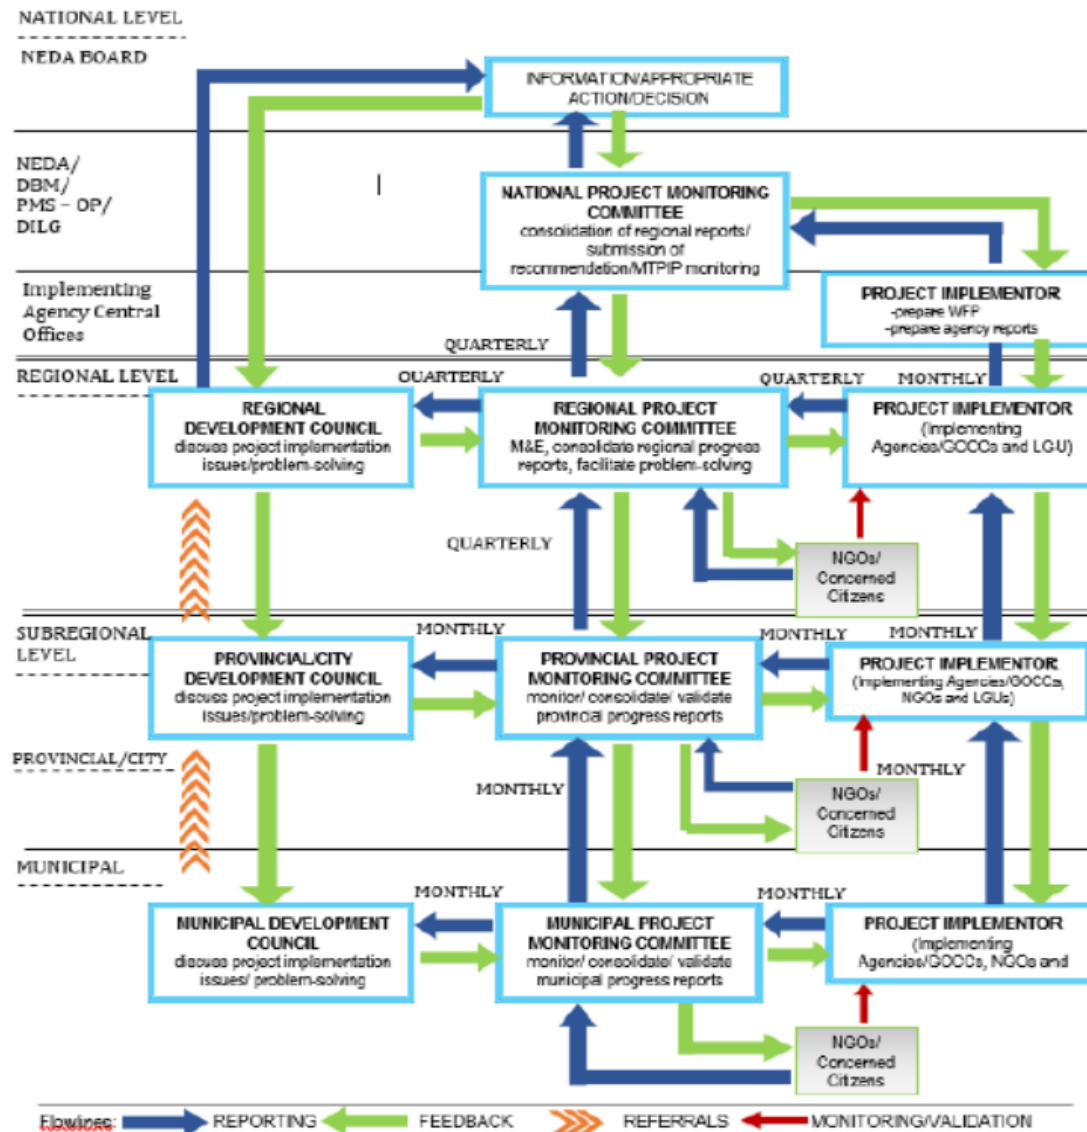 NATIONAL LEVEL
NEDA BOARD
INFORMATION/APPROPRIATE
ACTION/DECISION
NEDA/
DBM/
PMS – OP/
DILG
NATIONAL PROJECT MONITORING
COMMITTEE
consolidation of regional reports/
submission of
recommendation/MTPIP monitoring
Implementing
Agency Central
Offices
PROJECT IMPLEMENTOR
-prepare WFP
-prepare agency reports
QUARTERLY
REGIONAL LEVEL
QUARTERLY
QUARTERLY
MONTHLY
REGIONAL
DEVELOPMENT COUNCIL
discuss project implementation
issues/problem-solving
REGIONAL PROJECT
MONITORING COMMITTEE
M&E, consolidate regional progress
reports, facilitate problem-solving
PROJECT IMPLEMENTOR
(Implementing
Agencies/GOCCs and LGU)
QUARTERLY
NGOs/
Concerned
Citizens
SUBREGIONAL
LEVEL
MONTHLY
MONTHLY
MONTHLY
PROVINCIAL/CITY
DEVELOPMENT COUNCIL
discuss project implementation
issues/problem-solving
PROVINCIAL PROJECT
MONITORING COMMITTEE
monitor/ consolidate/ validate
provincial progress reports
PROJECT IMPLEMENTOR
(Implementing Agencies/GOCCs,
NGOs and LGUs)
PROVINCIAL/CITY
MONTHLY
MONTHLY
NGOs/
Concerned
Citizens
MUNICIPAL
MONTHLY
MONTHLY
MUNICIPAL DEVELOPMENT
COUNCIL
discuss project implementation
issues/ problem-solving
MUNICIPAL PROJECT
MONITORING COMMITTEE
monitor/ consolidate/ validate
municipal progress reports
PROJECT IMPLEMENTOR
(Implementing
Agencies/GOCCs, NGOs and
NGOs/
Concerned
Citizens
Flowlines: REPORTING FEEDBACK REFERRALS MONITORING/VALIDATION